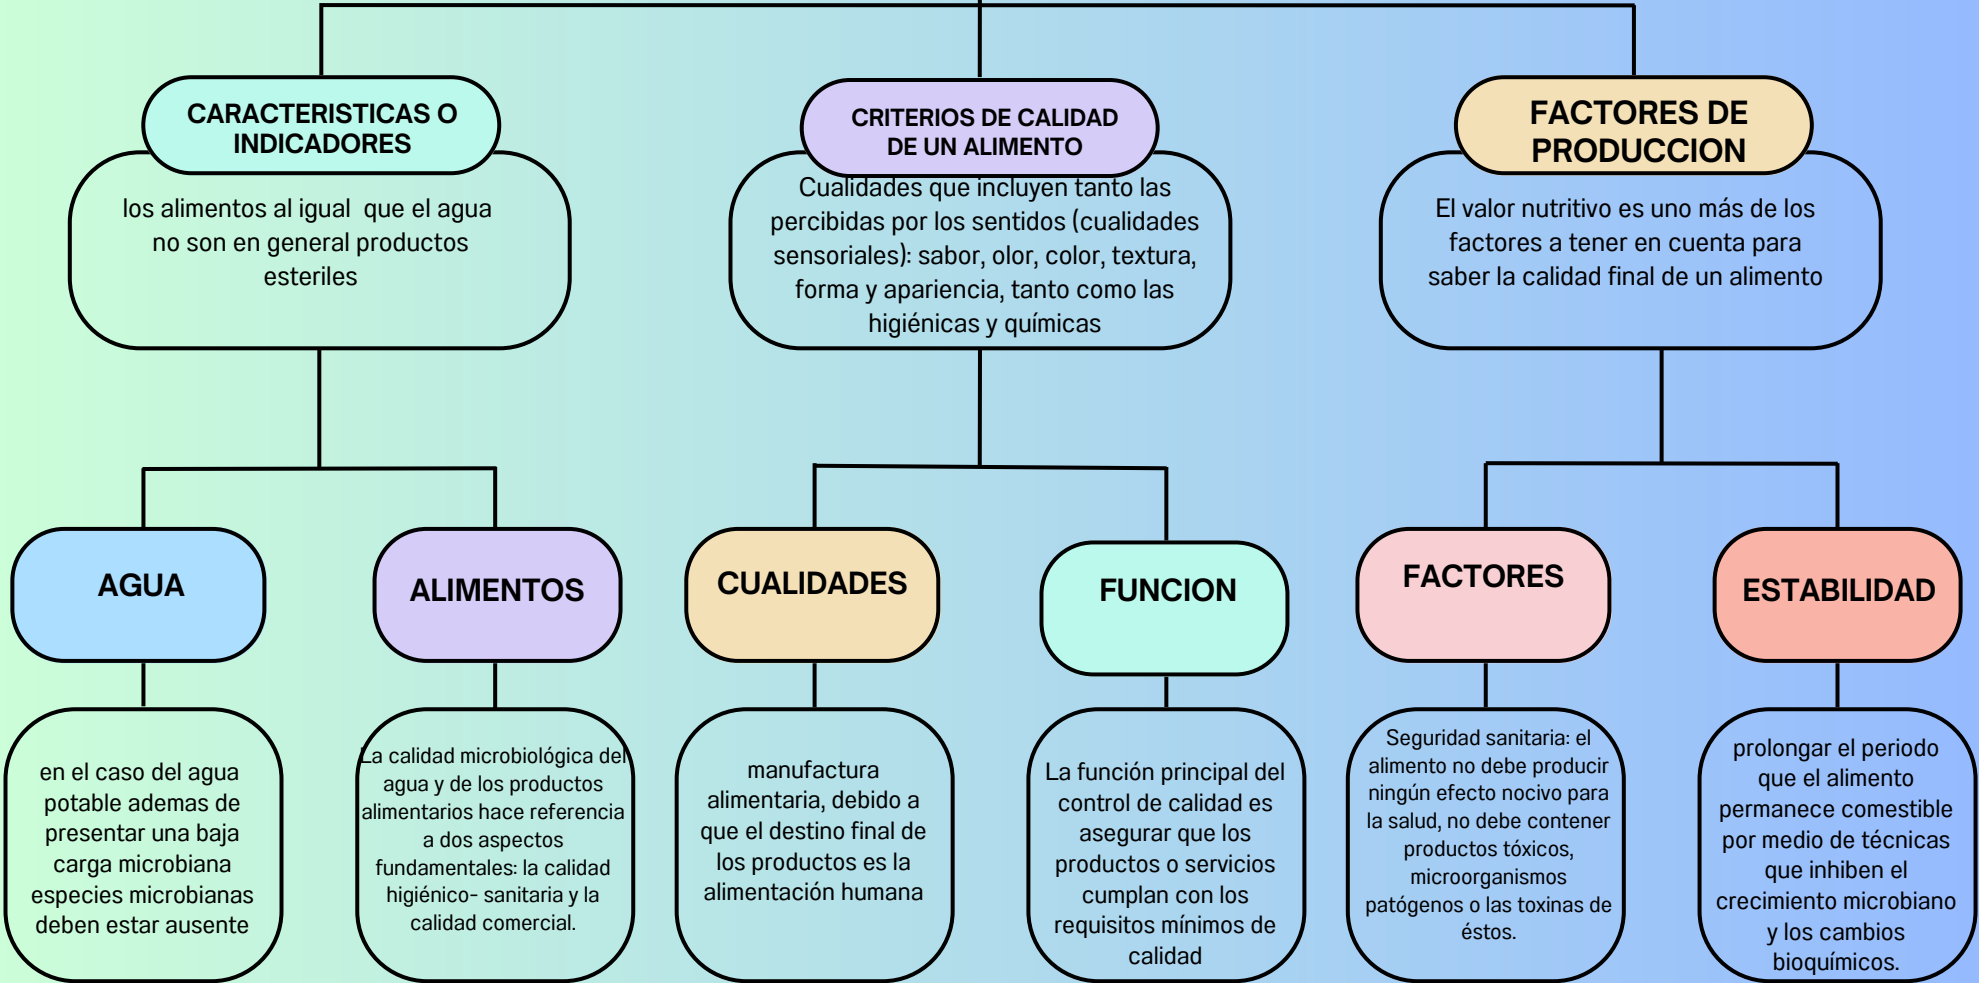 CARACTERISTICAS O
INDICADORES
los alimentos al igual que el agua
no son en general productos
esteriles
CRITERIOS DE CALIDAD
DE UN ALIMENTO
Cualidades que incluyen tanto las
percibidas por los sentidos (cualidades
sensoriales): sabor, olor, color, textura,
forma y apariencia, tanto como las
higiénicas y químicas
FACTORES DE
PRODUCCION
El valor nutritivo es uno más de los
factores a tener en cuenta para
saber la calidad final de un alimento
AGUA
en el caso del agua
potable ademas de
presentar una baja
carga microbiana
especies microbianas
deben estar ausente
ALIMENTOS
La calidad microbiológica del
agua y de los productos
alimentarios hace referencia
a dos aspectos
fundamentales: la calidad
higiénico- sanitaria y la
calidad comercial.
CUALIDADES
manufactura
alimentaria, debido a
que el destino final de
los productos es la
alimentación humana
FUNCION
La función principal del
control de calidad es
asegurar que los
productos o servicios
cumplan con los
requisitos mínimos de
calidad
FACTORES
Seguridad sanitaria: el
alimento no debe producir
ningún efecto nocivo para
la salud, no debe contener
productos tóxicos,
microorganismos
patógenos o las toxinas de
éstos.
ESTABILIDAD
prolongar el periodo
que el alimento
permanece comestible
por medio de técnicas
que inhiben el
crecimiento microbiano
y los cambios
bioquímicos.